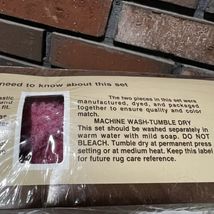 need to know about this set
astic
and
fit.
The two pieces in this set were
manufactured, dyed, and packaged
together to ensure quality and color
match.
MACHINE WASH-TUMBLE DRY
This set should be washed separately in
warm water with mild soap. DO NOT
BLEACH. Tumble dry at permanent press
setting or at medium heat. Keep this label
for future rug care reference.